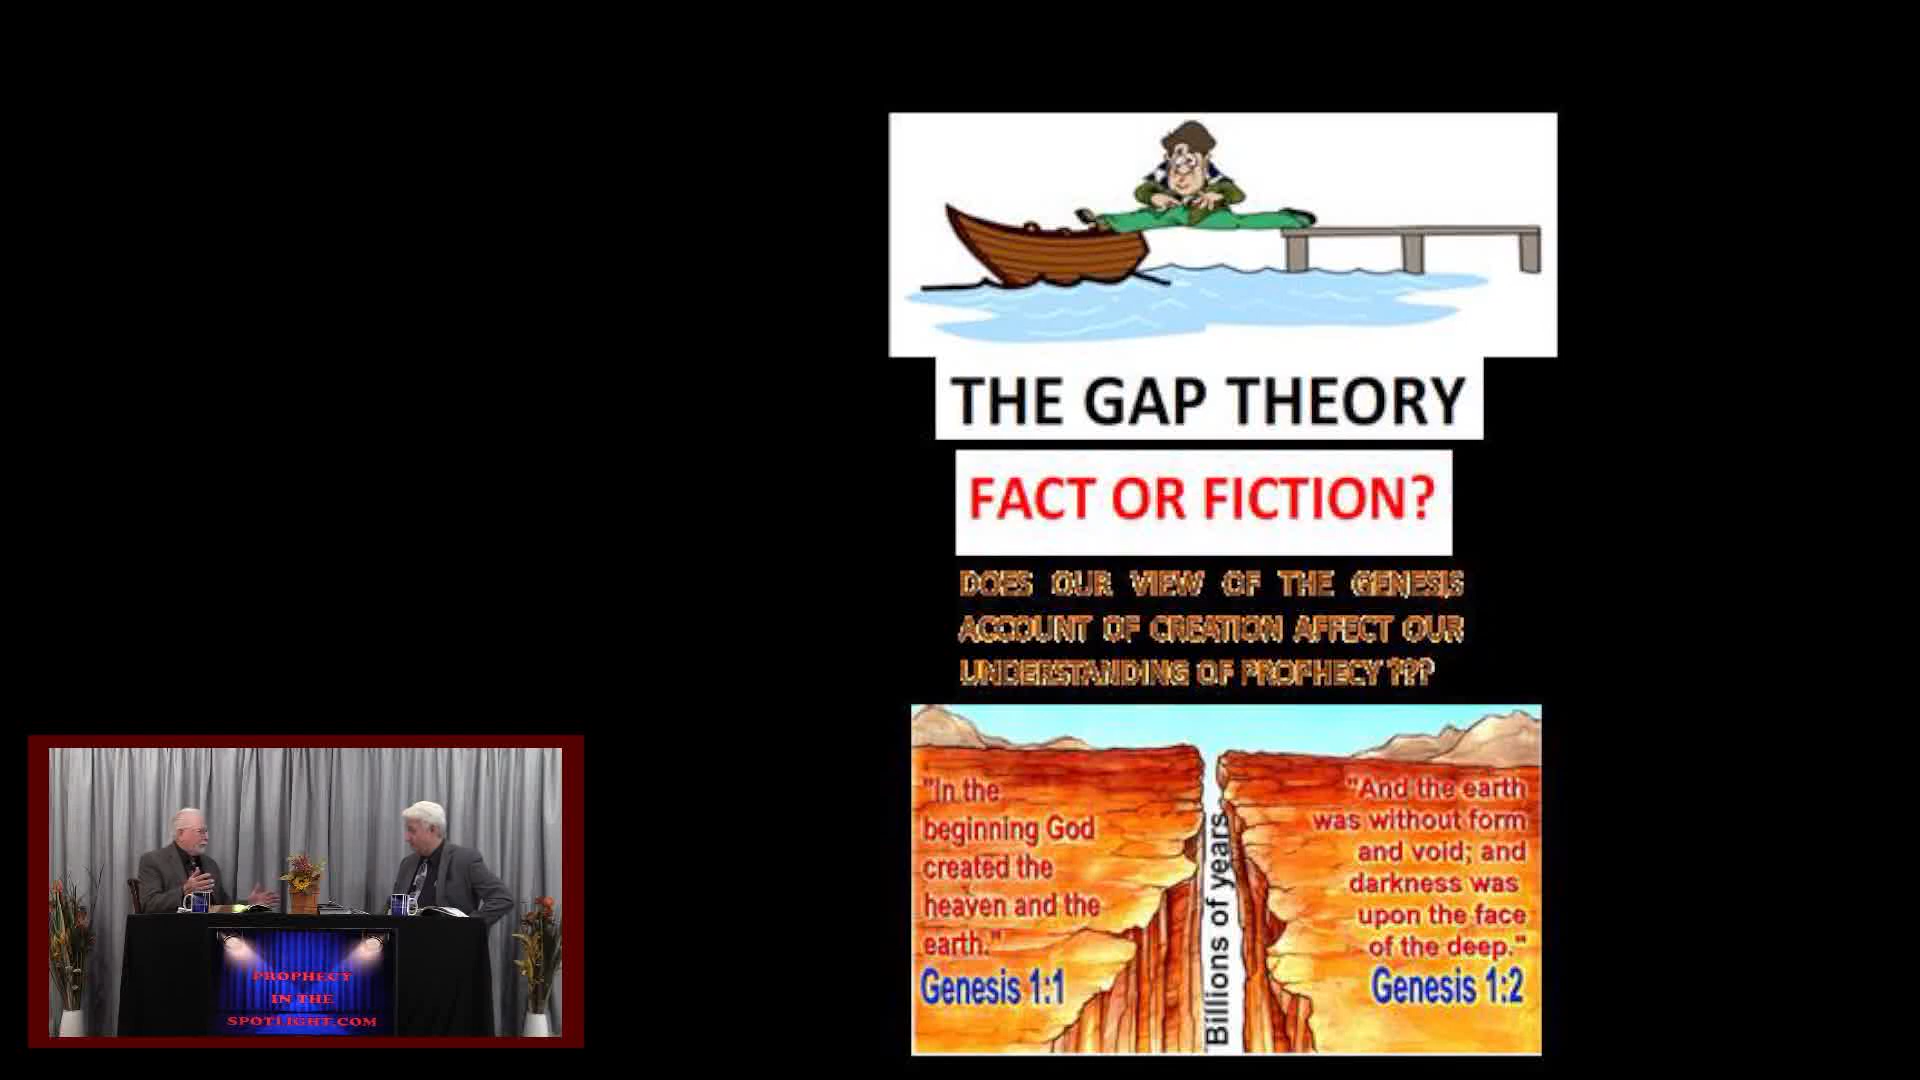 THE GAP THEORY
FACT OR FICTION?
DOES OUR VIEW OF THE GENESIS
ACCOUNT OF CREATION AFFECT OUR
UNDERSTANDING OF PROPHECY ???
"In the
beginning God
created the
heaven and the
earth."
Genesis 1:1
Billions of years
"And the earth
was without form
and void; and
darkness was
upon the face
of the deep."
Genesis 1:2
PROPHECY
IN THE
SPOTLIGHT.COM